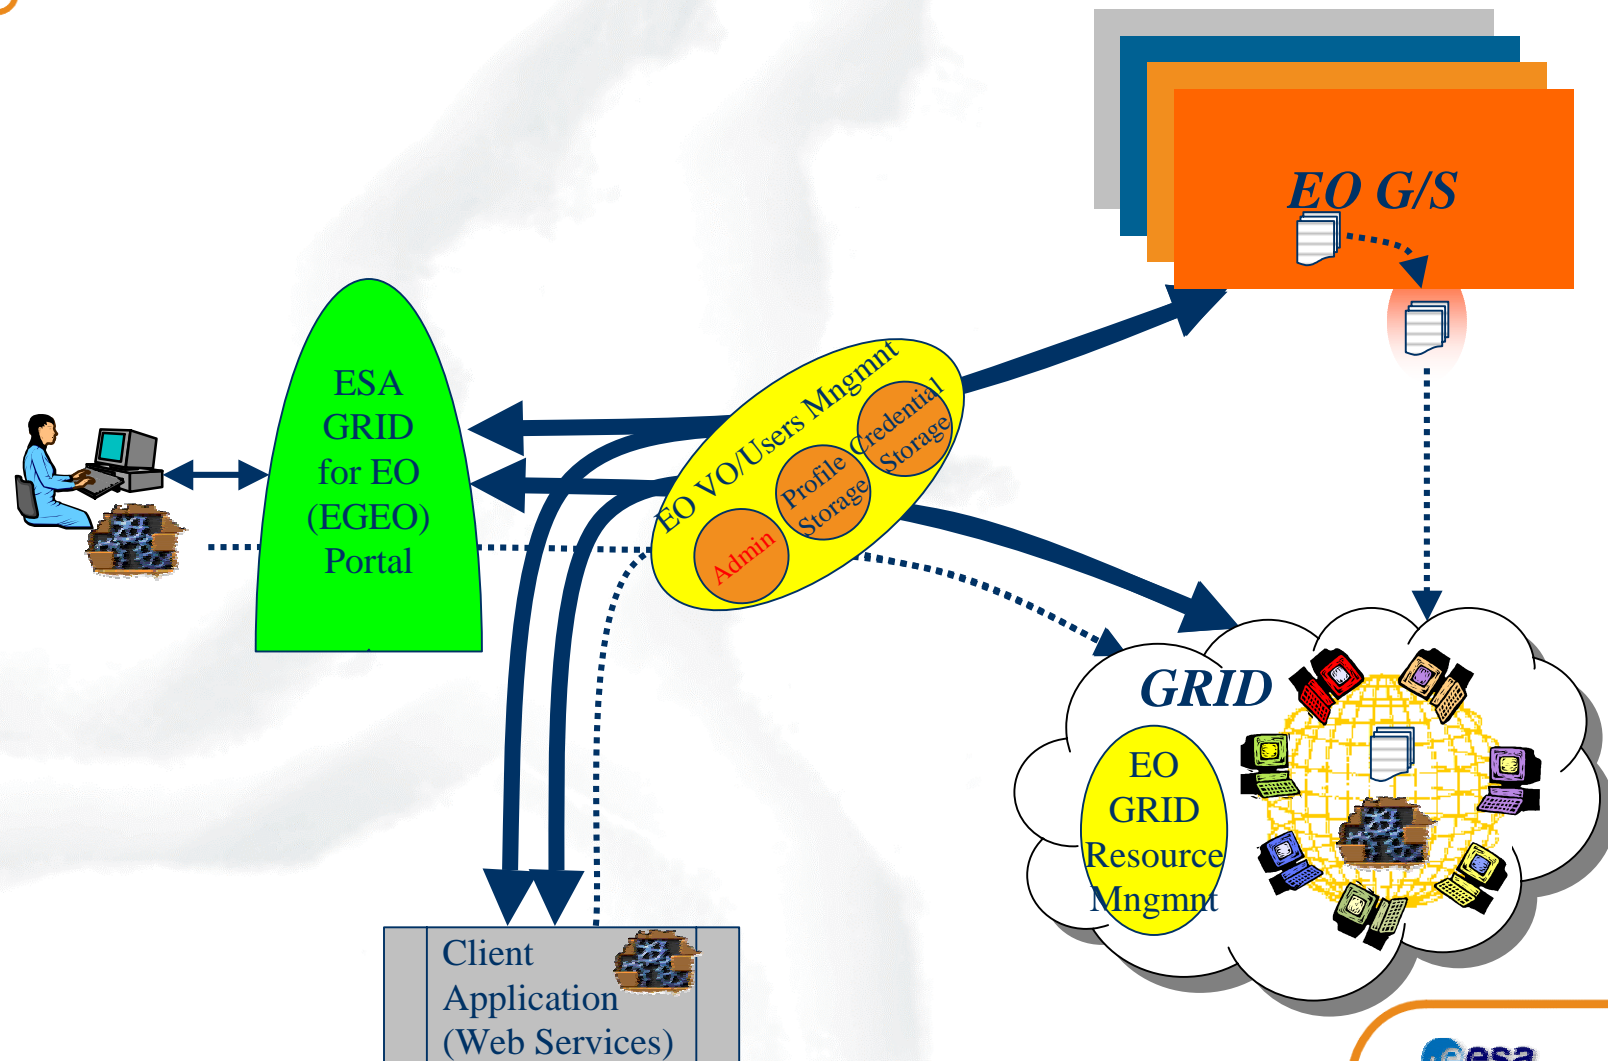 EO G/S
ESA
GRID
for EO
(EGEO)
Portal
EO VO/Users Mngmnt
Credential
Storage
Profile
Storage
Admin
GRID
EO
GRID
Resource
Mngmnt
Client
Application
(Web Services)
esa